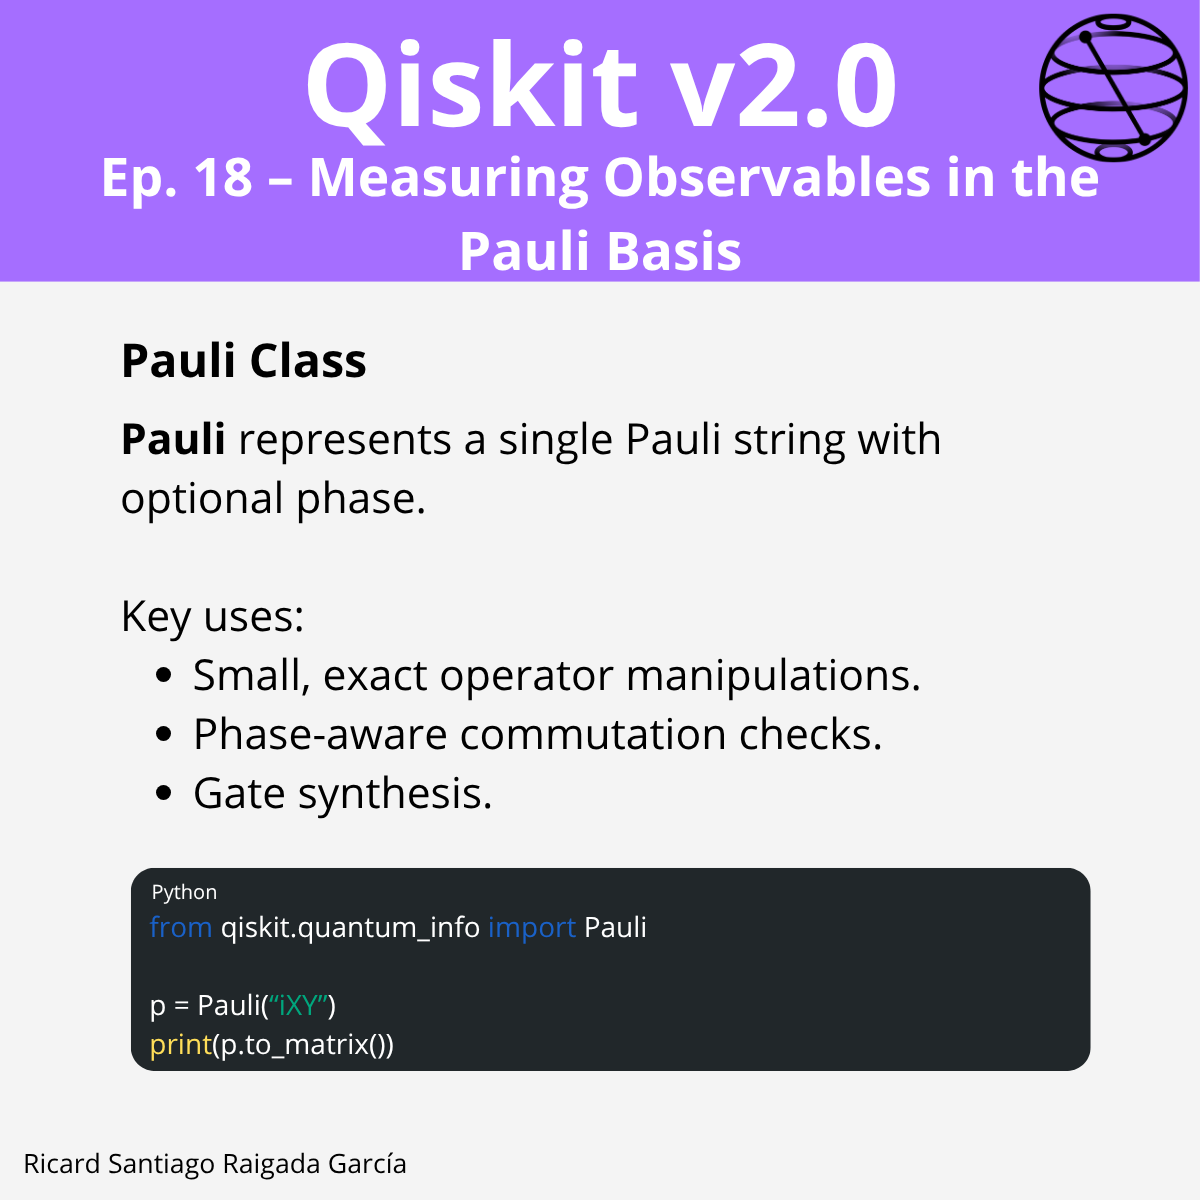 Qiskit v2.0
Ep. 18 – Measuring Observables in the
Pauli Basis
Pauli Class
Pauli represents a single Pauli string with
optional phase.
Key uses:
• Small, exact operator manipulations.
• Phase-aware commutation checks.
• Gate synthesis.
Python
from qiskit.quantum_info import Pauli
p = Pauli(“iXY”)
print(p.to_matrix())
Ricard Santiago Raigada García